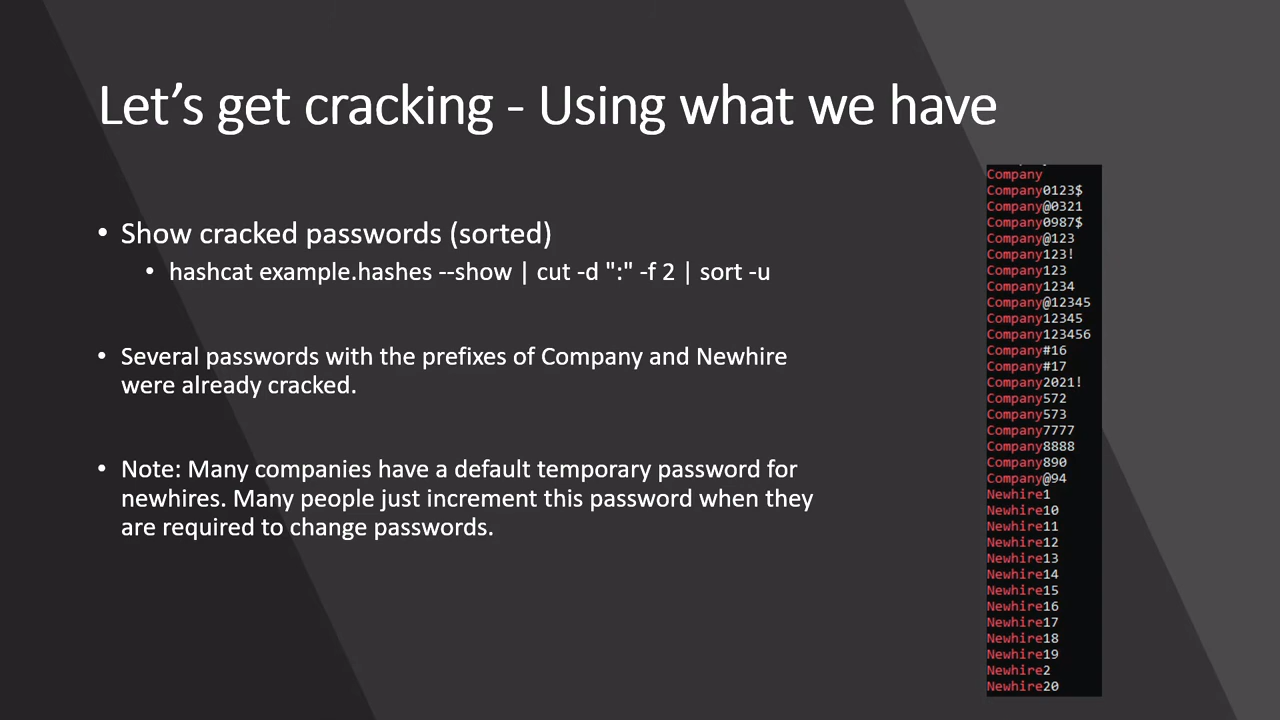 Let's get cracking - Using what we have
• Show cracked passwords (sorted)
• hashcat example.hashes --show | cut -d ":" -f 2 | sort -u
• Several passwords with the prefixes of Company and Newhire
were already cracked.
• Note: Many companies have a default temporary password for
newhires. Many people just increment this password when they
are required to change passwords.
Company
Company0123$
Company@0321
Company0987$
Company@123
Company123!
Company123
Company1234
Company@12345
Company12345
Company123456
Company#16
Company#17
Company2021!
Company572
Company573
Company7777
Company8888
Company890
Company@94
Newhire1
Newhire10
Newhire11
Newhire12
Newhire13
Newhire14
Newhire15
Newhire16
Newhire17
Newhire18
Newhire19
Newhire2
Newhire20